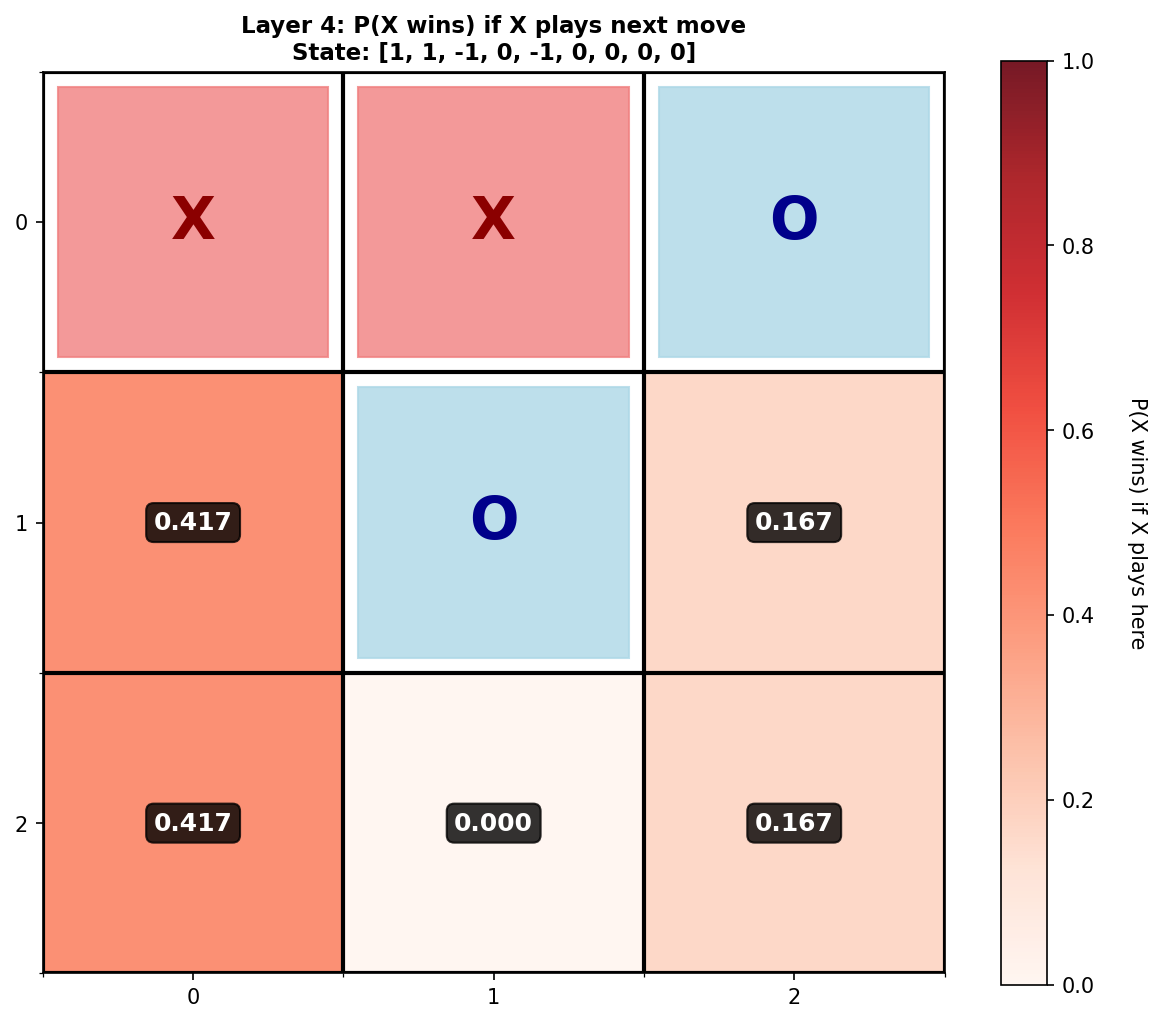 Layer 4: P(X wins) if X plays next move
State: [1, 1, -1, 0, -1, 0, 0, 0, 0]
0
X
X
O
1
0.417
O
0.167
2
0.417
0.000
0.167
0
1
2
1.0
0.8
0.6
0.4
0.2
0.0
P(X wins) if X plays here